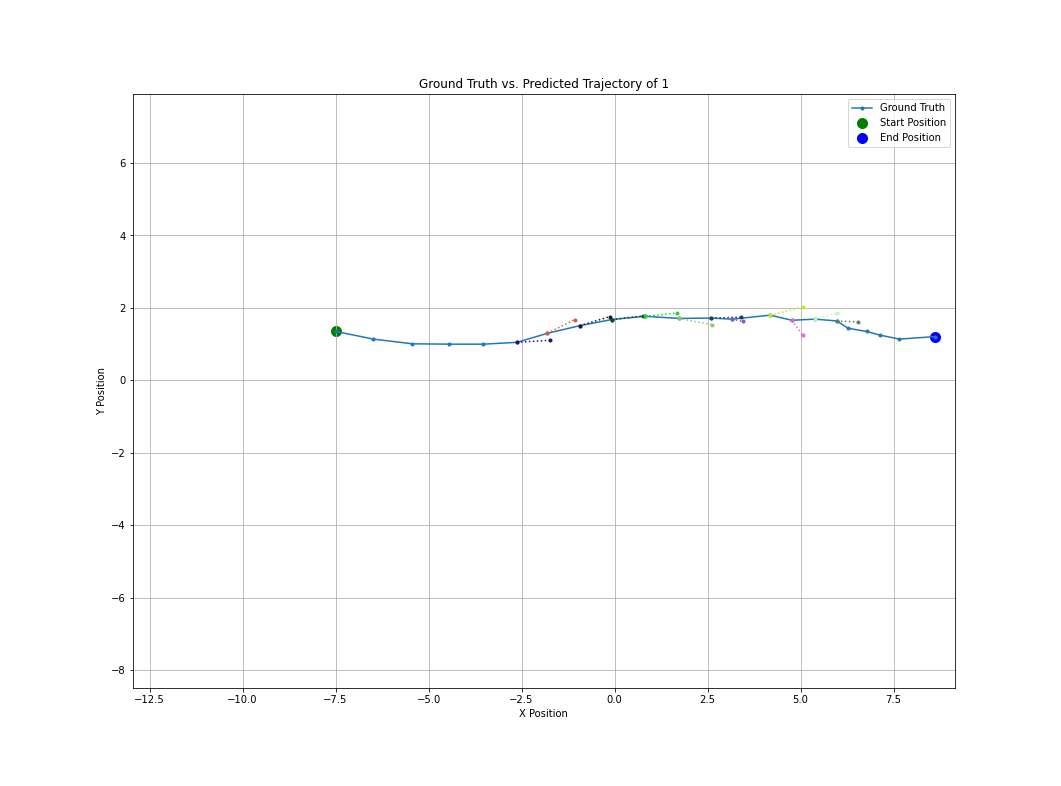 Ground Truth vs. Predicted Trajectory of 1
Ground Truth
Start Position
End Position
6
4
2
0
−2
−4
−6
−8
Y Position
−12.5 −10.0 −7.5 −5.0 −2.5 0.0 2.5 5.0 7.5
X Position